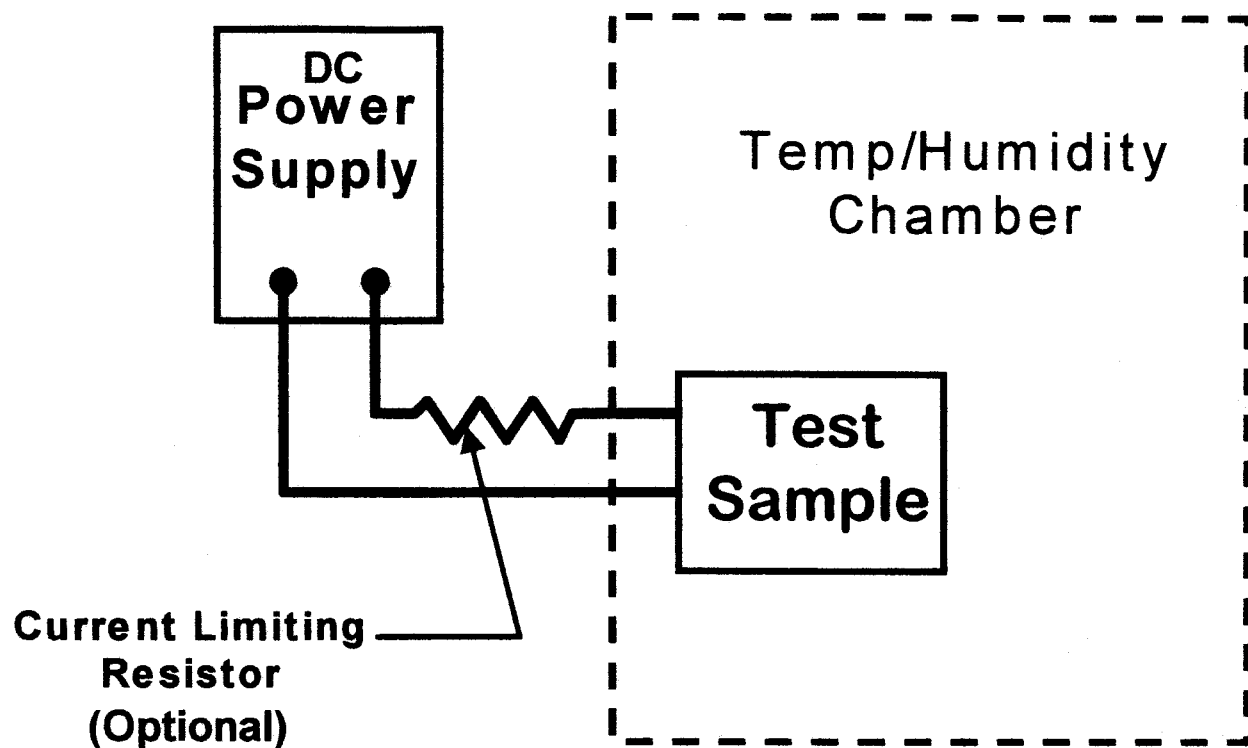 DC
Power
Supply
Temp/Humidity
Chamber
Test
Sample
Current Limiting
Resistor
(Optional)